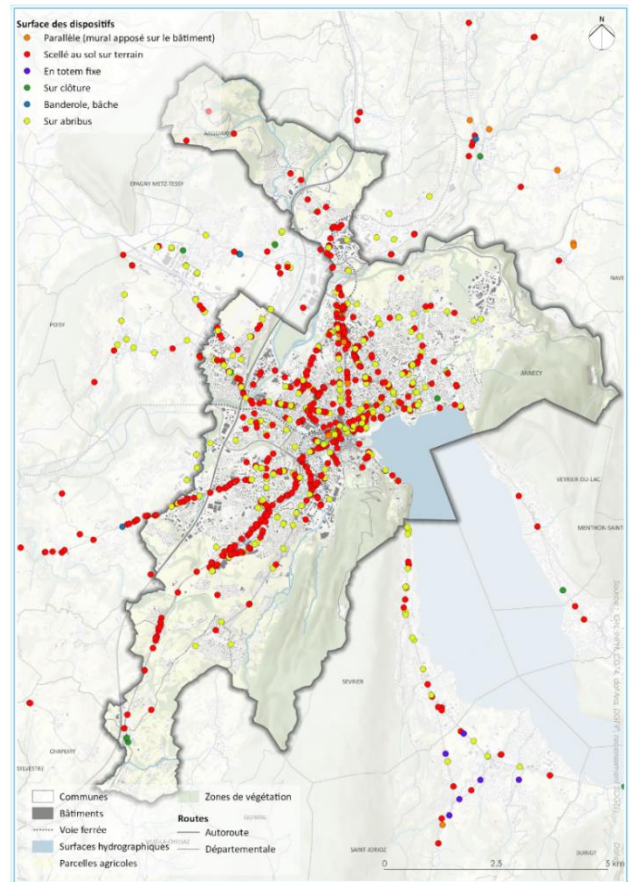 Surface des dispositifs
Parallèle (mural apposé sur le bâtiment)
Scellé au sol sur terrain
En totem fixe
Sur clôture
Banderole, bâche
Sur abribus
N
EPAGNY METZ-TESSY
POISY
NAVE
ANNECY
VEYRIER-DU-LAC
MENTHON-SAINT
SEVRIER
CHAVANOD
SYLVESTRE
SAINT-JORIOZ
DUINGT
Communes
Bâtiments
Voie ferrée
Surfaces hydrographiques
Parcelles agricoles
Zones de végétation
Routes
Autoroute
Départementale
0 2.5 5 km